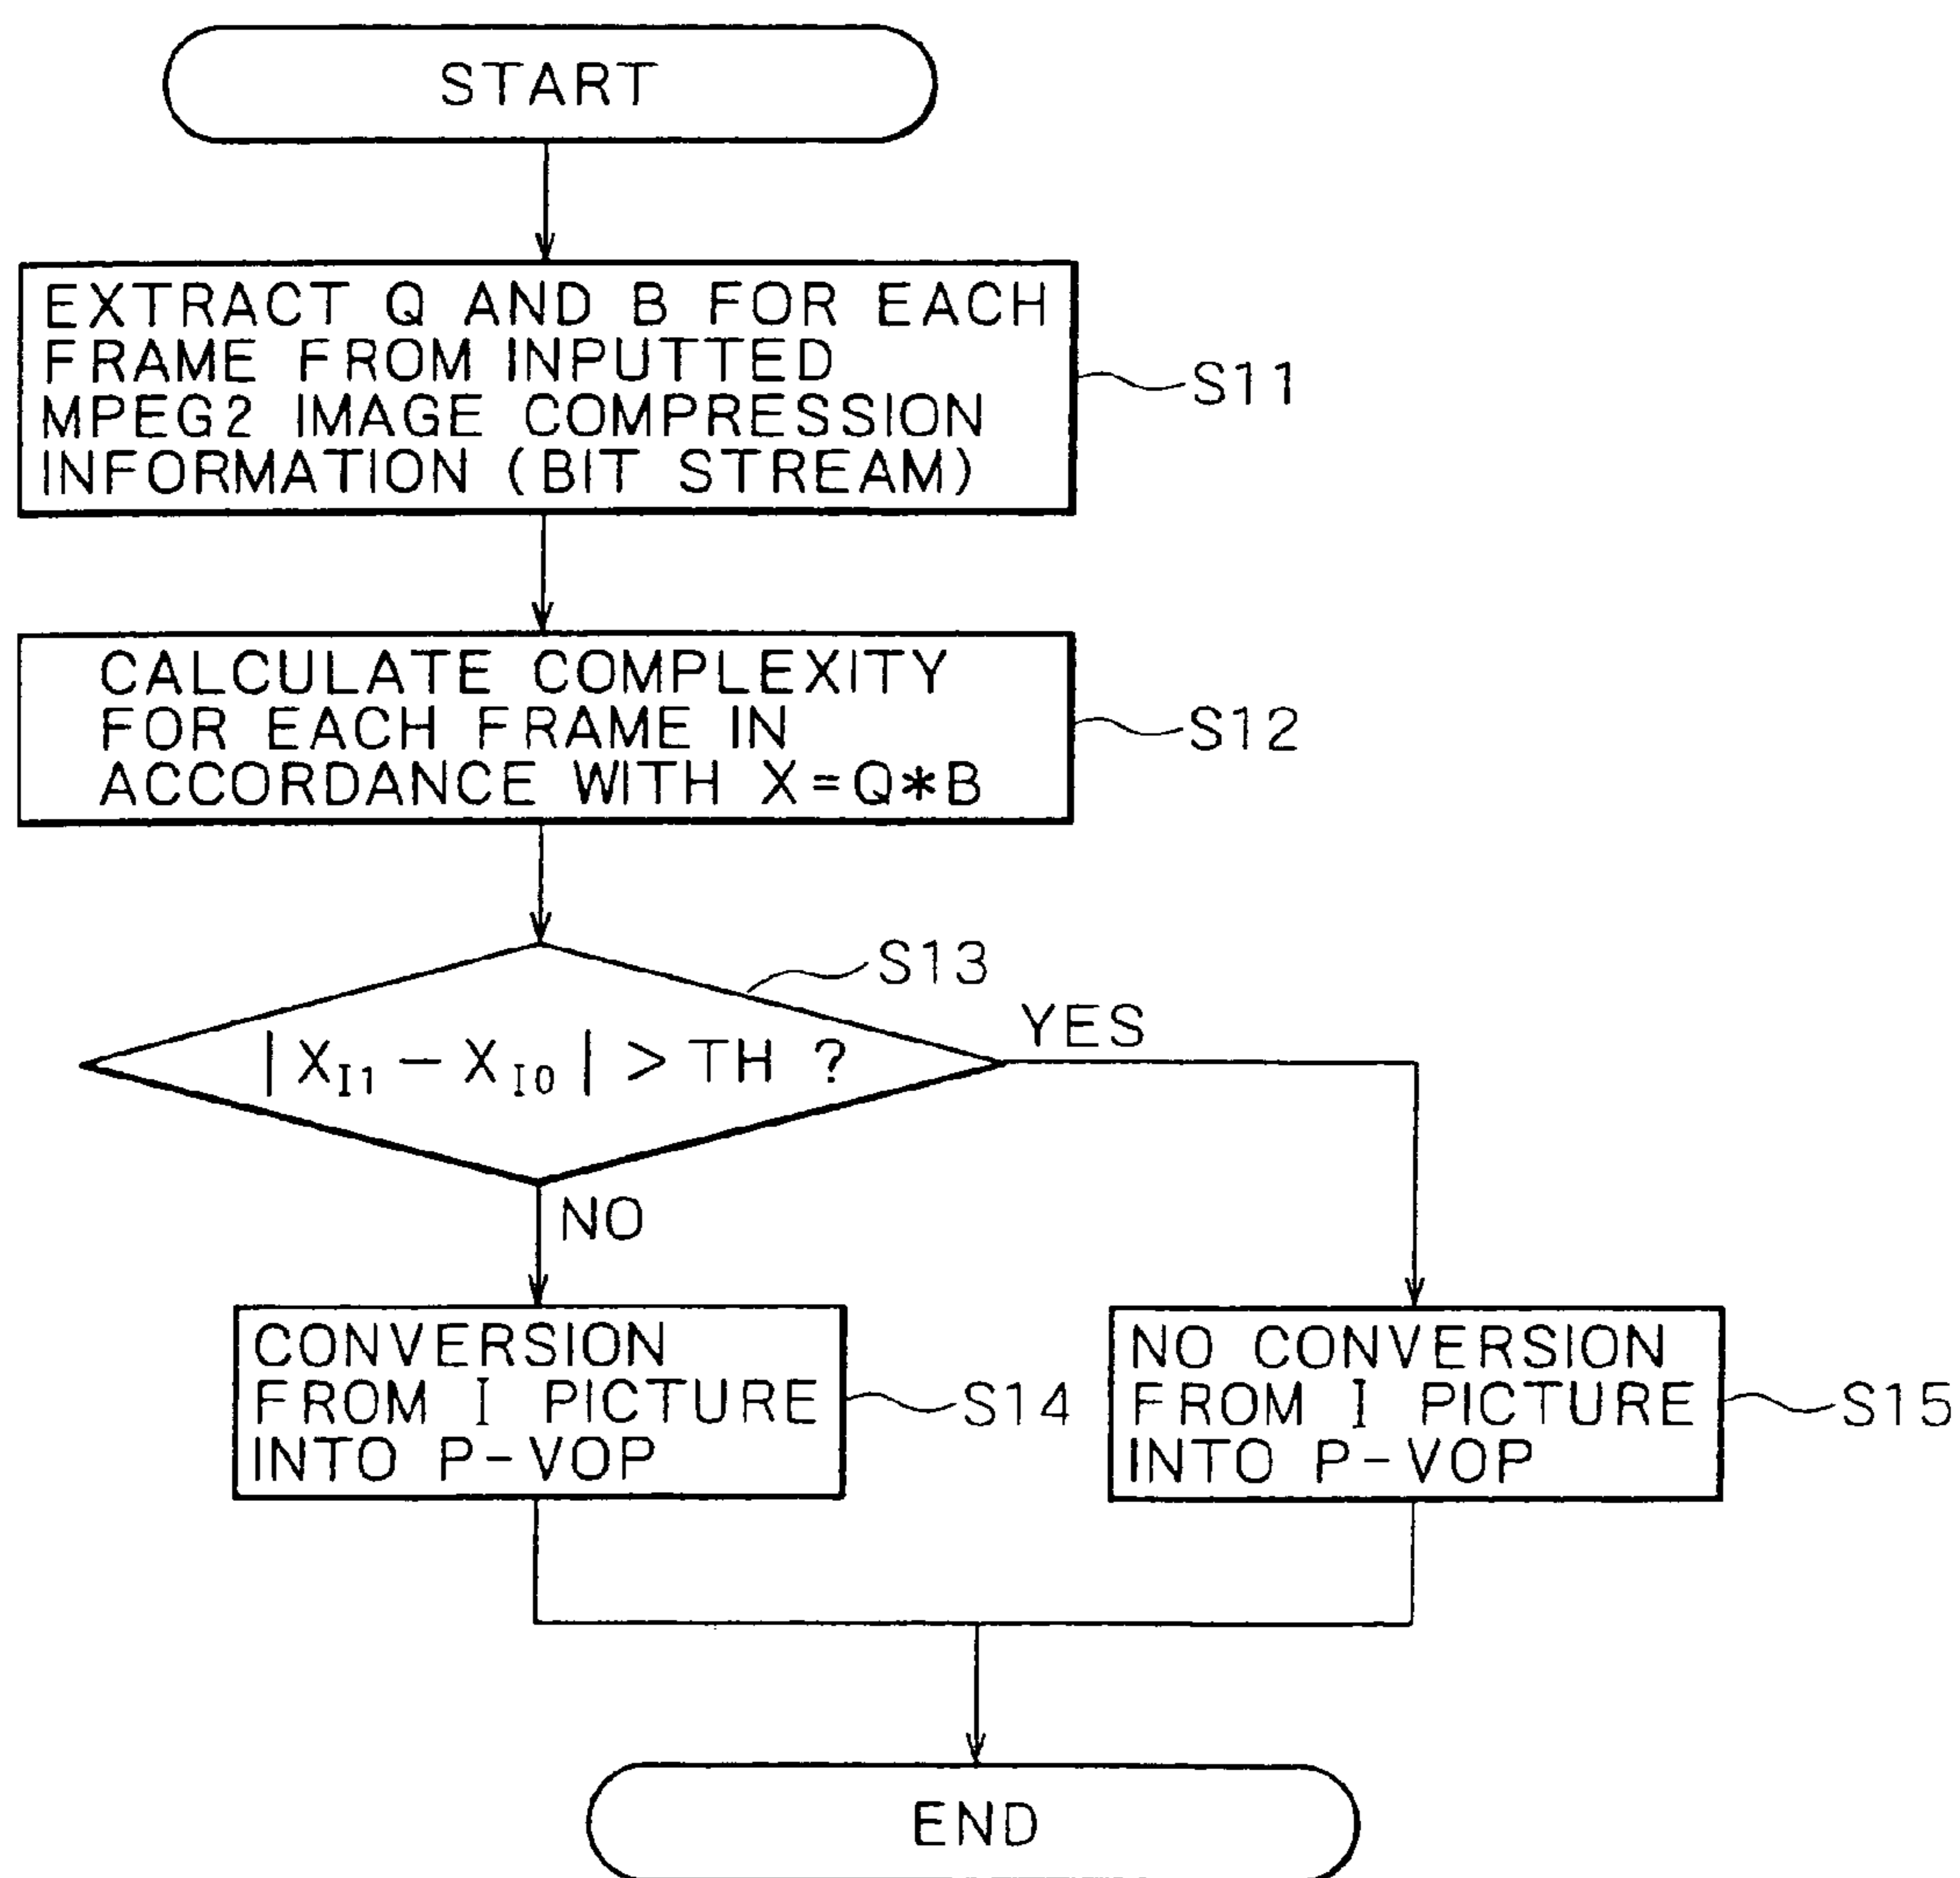 START
EXTRACT Q AND B FOR EACH
FRAME FROM INPUTTED
MPEG2 IMAGE COMPRESSION
INFORMATION (BIT STREAM)
S11
CALCULATE COMPLEXITY
FOR EACH FRAME IN
ACCORDANCE WITH X=Q*B
S12
S13
|X_I1 − X_I0| > TH ?
YES
NO
CONVERSION
FROM I PICTURE
INTO P-VOP
S14
NO CONVERSION
FROM I PICTURE
INTO P-VOP
S15
END